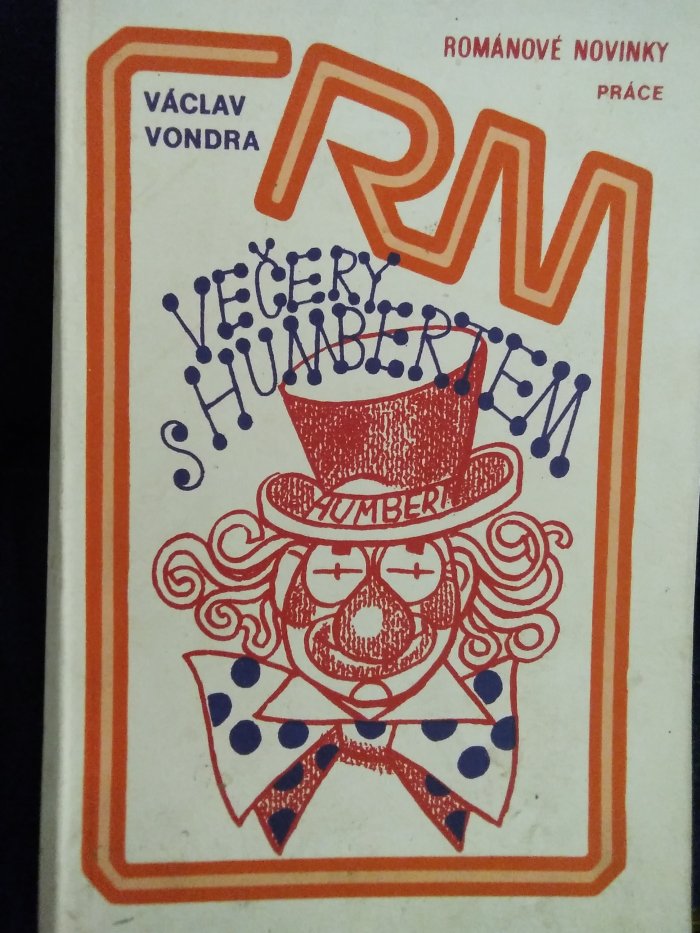 ROMÁNOVÉ NOVINKY
PRÁCE
VÁCLAV
VONDRA
RM
VEČERY
S HUMBERTEM
HUMBERT